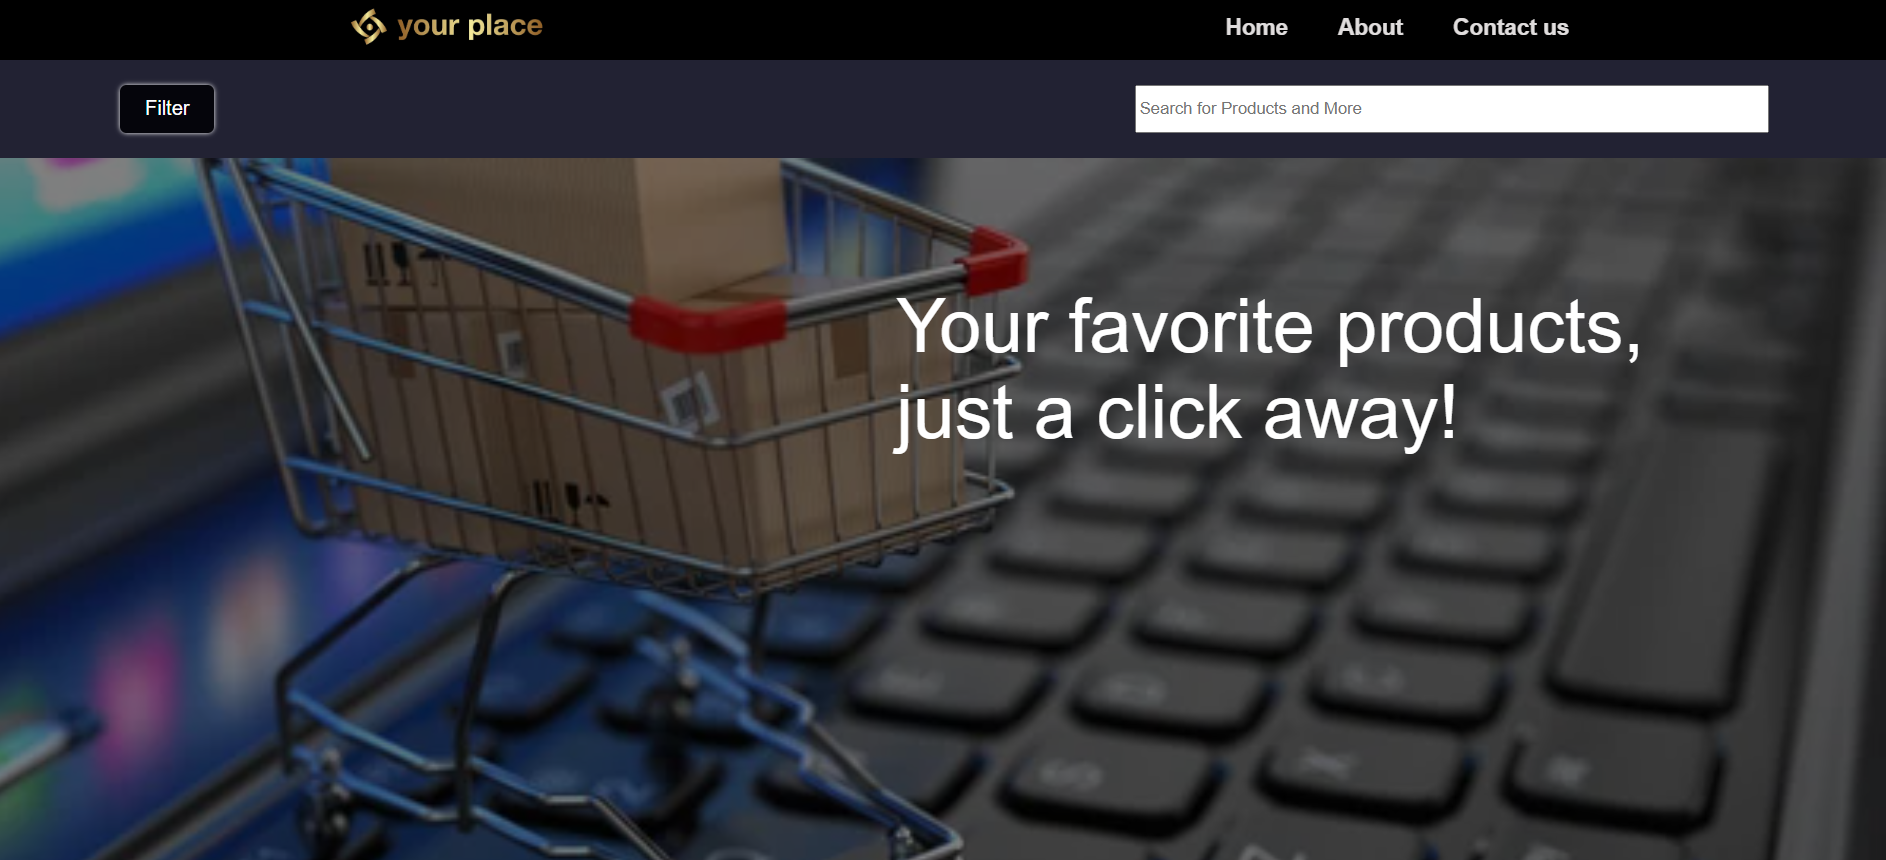 your place
Home About Contact us
Filter
Search for Products and More
Your favorite products,
just a click away!